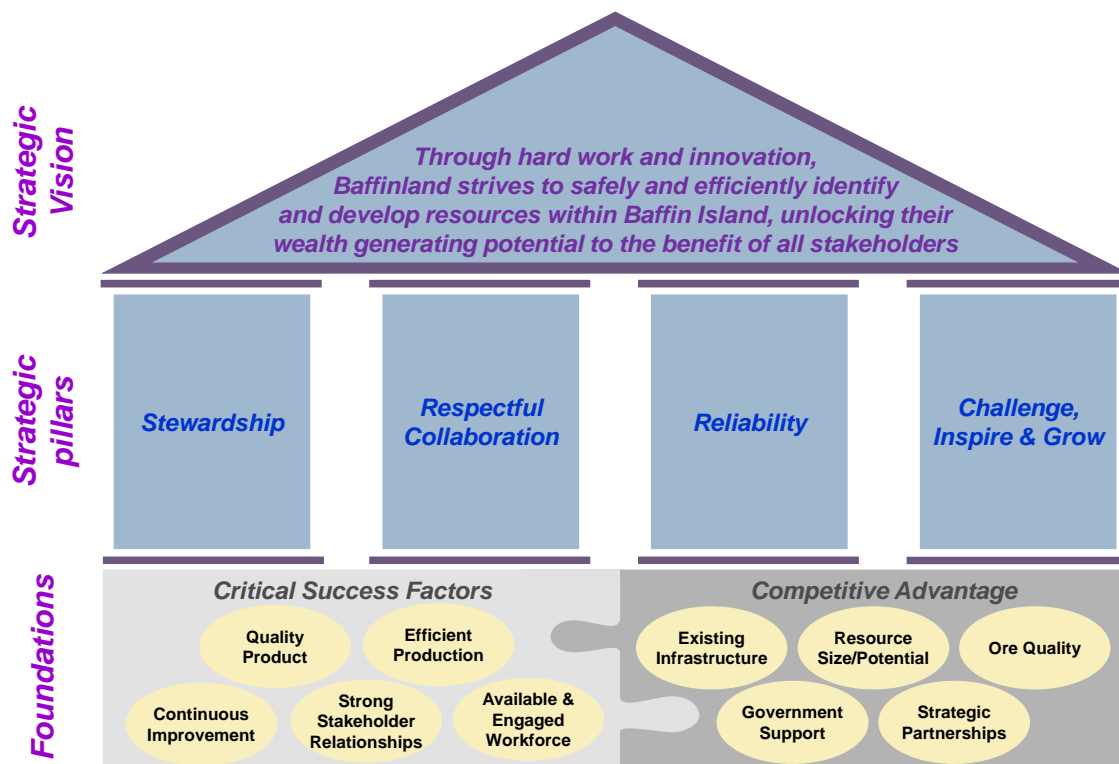 Strategic
Vision
Through hard work and innovation,
Baffinland strives to safely and efficiently identify
and develop resources within Baffin Island, unlocking their
wealth generating potential to the benefit of all stakeholders
Strategic
pillars
Stewardship
Respectful
Collaboration
Reliability
Challenge,
Inspire & Grow
Foundations
Critical Success Factors
Quality
Product
Efficient
Production
Continuous
Improvement
Strong
Stakeholder
Relationships
Available &
Engaged
Workforce
Competitive Advantage
Existing
Infrastructure
Resource
Size/Potential
Ore Quality
Government
Support
Strategic
Partnerships